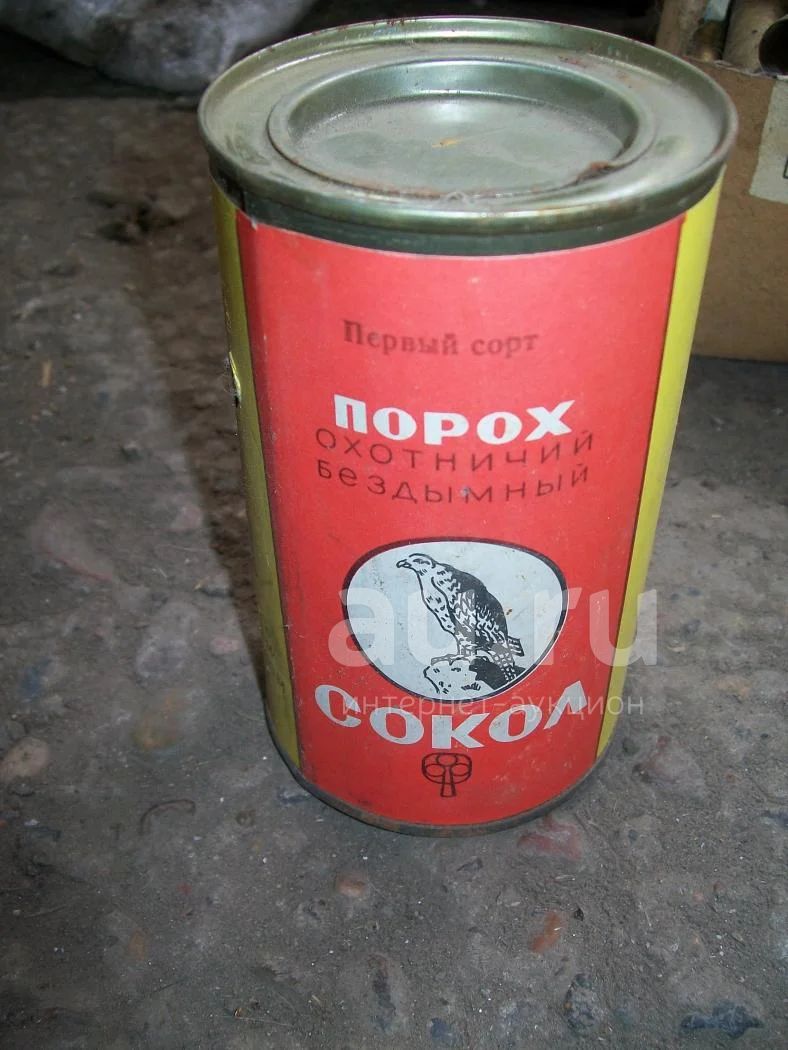 Первый сорт
ПОРОХ
ОХОТНИЧИЙ
БЕЗДЫМНЫЙ
au.ru
интернет-аукцион
СОКОЛ